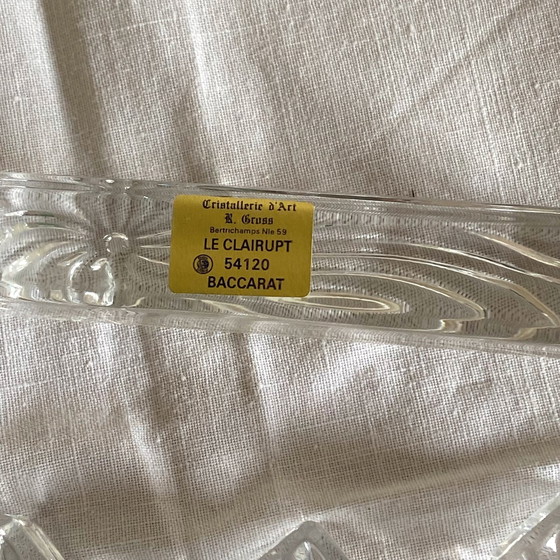 Cristallerie d'Art
R. Gross
Bertrichamps Nle 59
LE CLAIRUPT
54120
BACCARAT